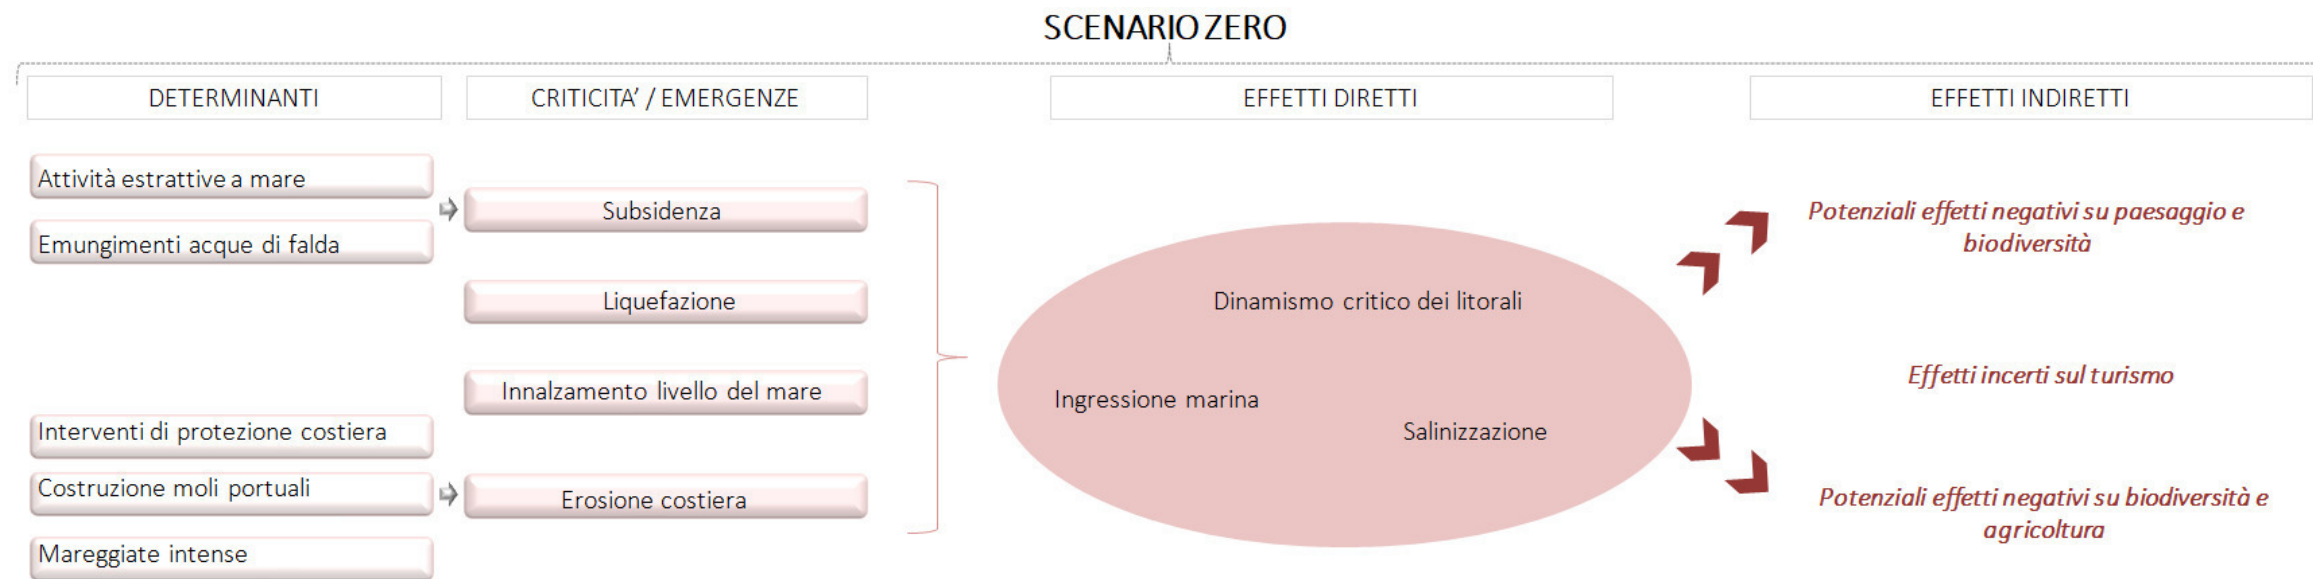 SCENARIO ZERO
DETERMINANTI
CRITICITA’ / EMERGENZE
EFFETTI DIRETTI
EFFETTI INDIRETTI
Attività estrattive a mare
Emungimenti acque di falda
Interventi di protezione costiera
Costruzione moli portuali
Mareggiate intense
Subsidenza
Liquefazione
Innalzamento livello del mare
Erosione costiera
Dinamismo critico dei litorali
Ingressione marina
Salinizzazione
Potenziali effetti negativi su paesaggio e
biodiversità
Effetti incerti sul turismo
Potenziali effetti negativi su biodiversità e
agricoltura